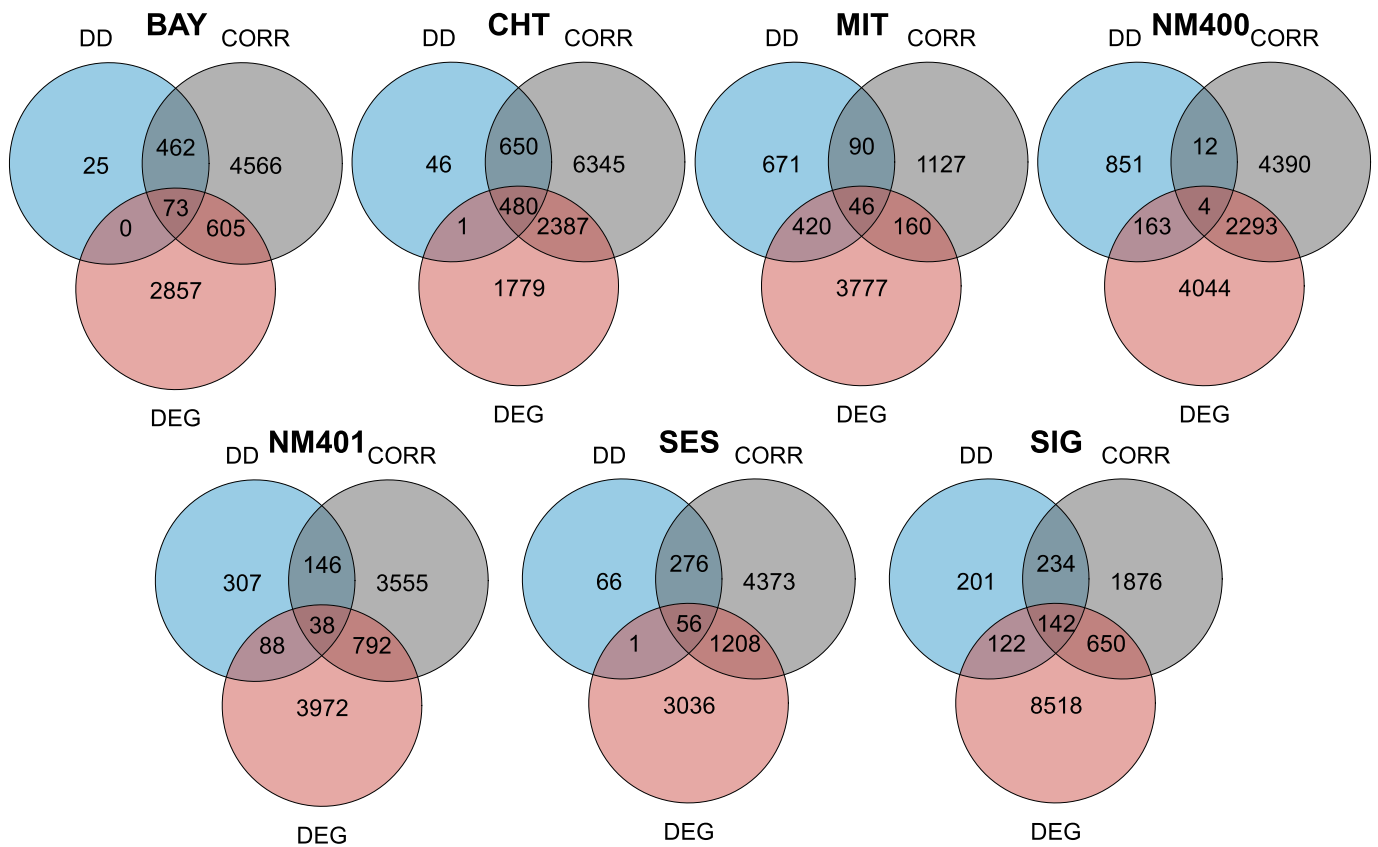 BAY
DD CORR
25 462 4566
73
0 605
2857
DEG
CHT
DD CORR
46 650 6345
480
1 2387
1779
DEG
MIT
DD CORR
671 90 1127
46
420 160
3777
DEG
NM400
DD CORR
851 12 4390
4
163 2293
4044
DEG
NM401
DD CORR
307 146 3555
38
88 792
3972
DEG
SES
DD CORR
66 276 4373
56
1 1208
3036
DEG
SIG
DD CORR
201 234 1876
142
122 650
8518
DEG